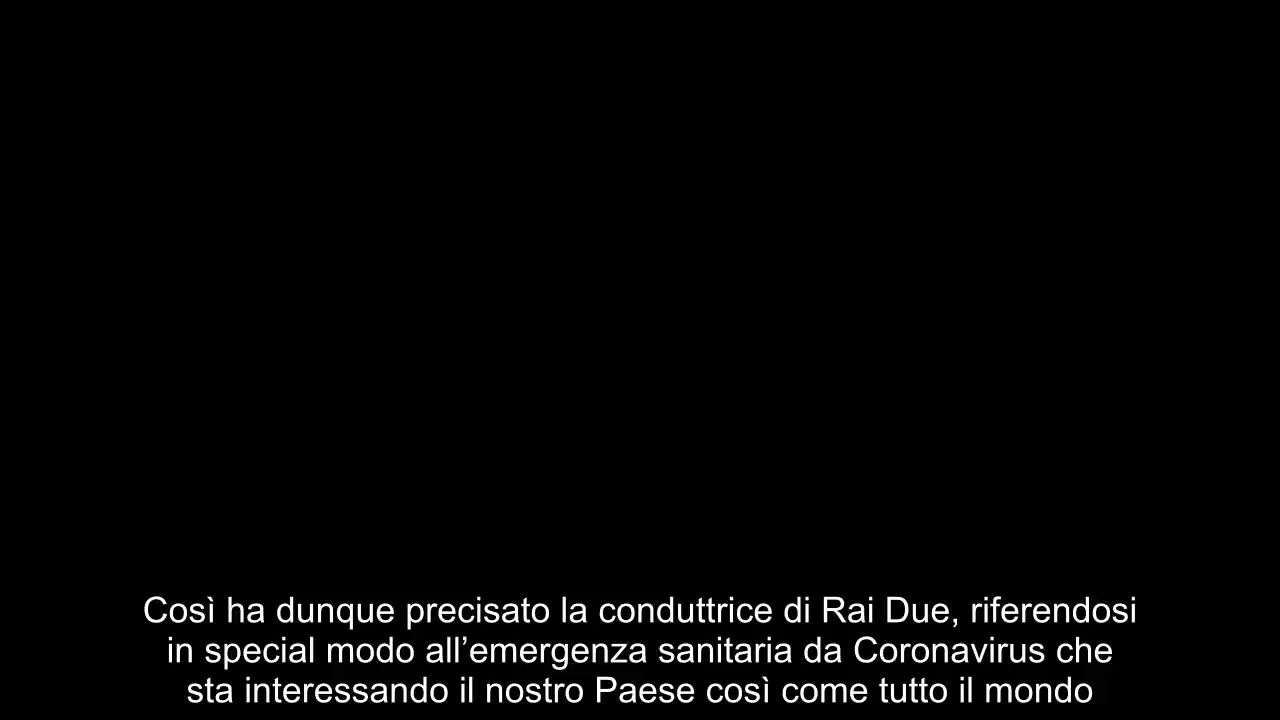 Così ha dunque precisato la conduttrice di Rai Due, riferendosi
in special modo all’emergenza sanitaria da Coronavirus che
sta interessando il nostro Paese così come tutto il mondo